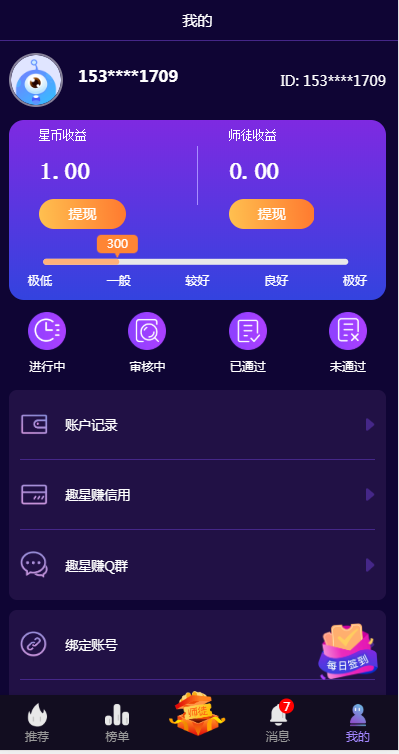 我的
153****1709
ID: 153****1709
星币收益 师徒收益
1.00 0.00
提现 提现
300
极低 一般 较好 良好 极好
进行中 审核中 已通过 未通过
账户记录
趣星赚信用
趣星赚Q群
绑定账号
每日签到
师徒
7
推荐 榜单 消息 我的